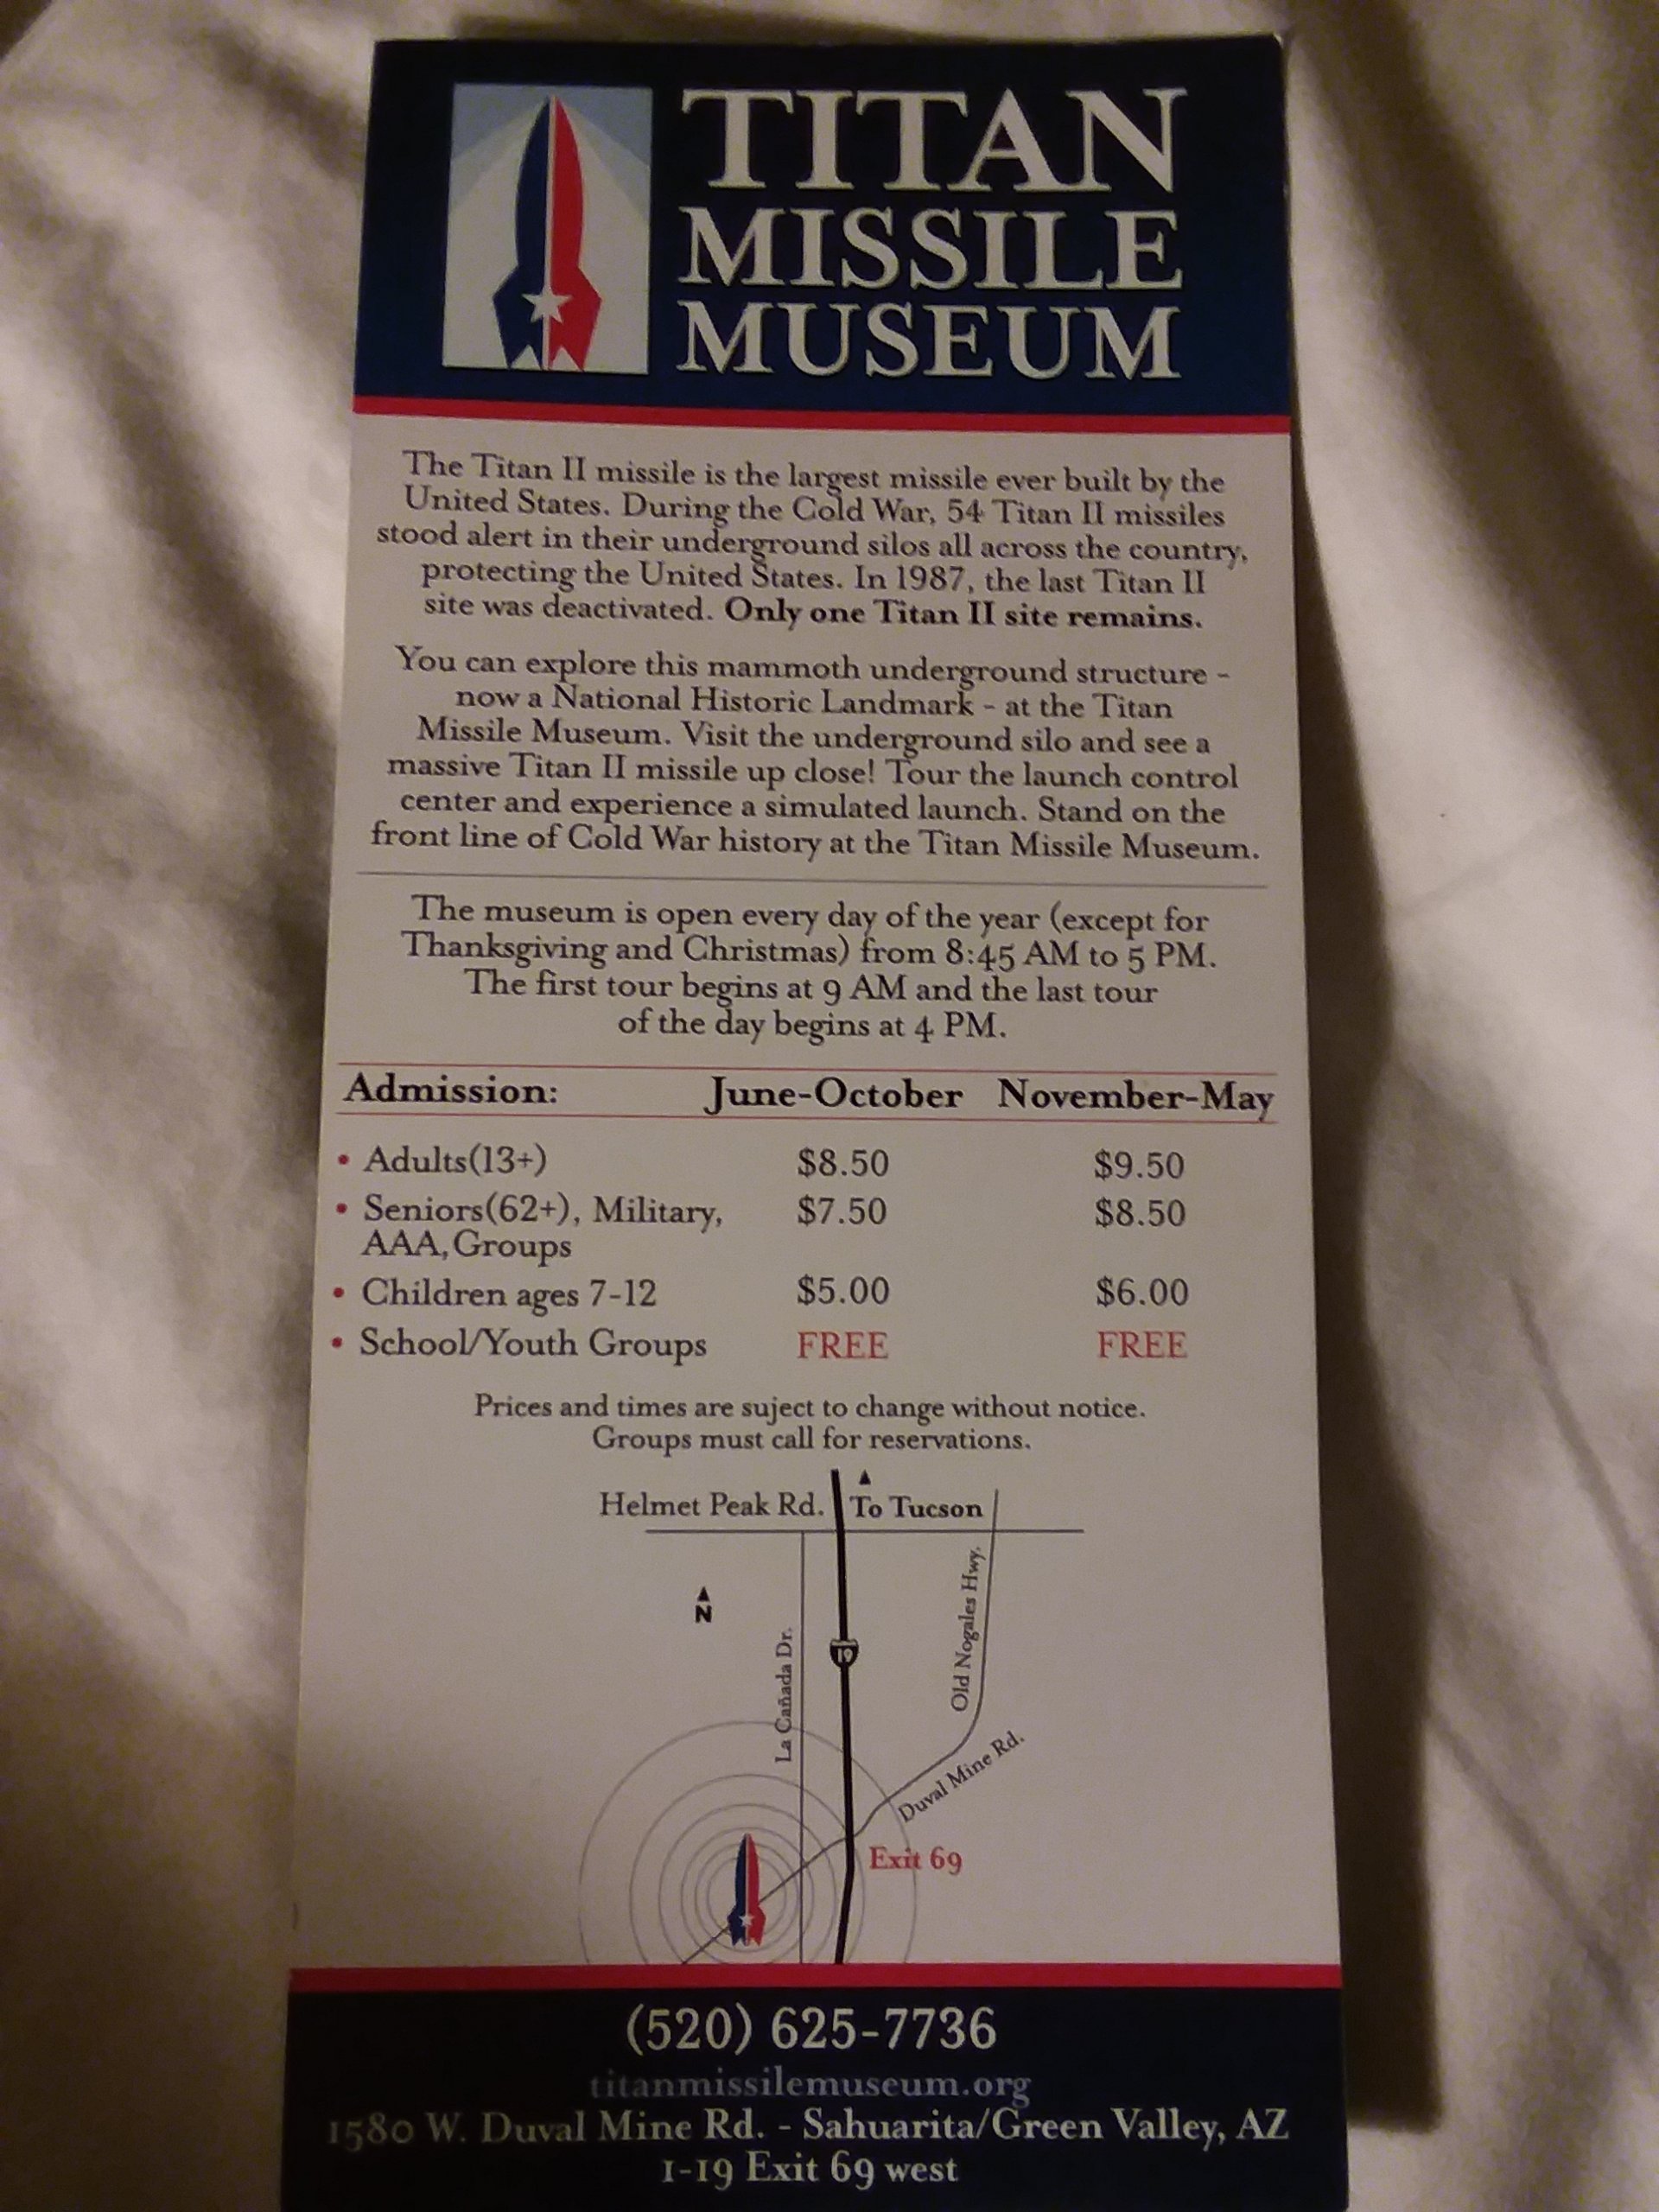 TITAN
MISSILE
MUSEUM
The Titan II missile is the largest missile ever built by the
United States. During the Cold War, 54 Titan II missiles
stood alert in their underground silos all across the country,
protecting the United States. In 1987, the last Titan II
site was deactivated. Only one Titan II site remains.
You can explore this mammoth underground structure -
now a National Historic Landmark - at the Titan
Missile Museum. Visit the underground silo and see a
massive Titan II missile up close! Tour the launch control
center and experience a simulated launch. Stand on the
front line of Cold War history at the Titan Missile Museum.
The museum is open every day of the year (except for
Thanksgiving and Christmas) from 8:45 AM to 5 PM.
The first tour begins at 9 AM and the last tour
of the day begins at 4 PM.
Admission: June-October November-May
• Adults(13+) $8.50 $9.50
• Seniors(62+), Military, $7.50 $8.50
AAA, Groups
• Children ages 7-12 $5.00 $6.00
• School/Youth Groups FREE FREE
Prices and times are suject to change without notice.
Groups must call for reservations.
Helmet Peak Rd. To Tucson
N
La Cañada Dr.
19
Old Nogales Hwy.
Duval Mine Rd.
Exit 69
(520) 625-7736
titanmissilemuseum.org
1580 W. Duval Mine Rd. - Sahuarita/Green Valley, AZ
I-19 Exit 69 west